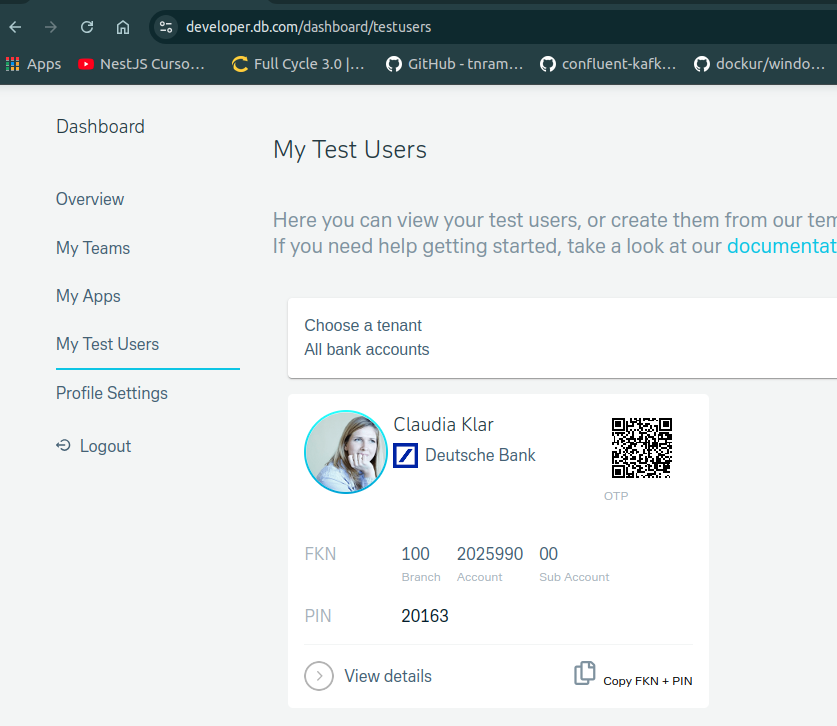 developer.db.com/dashboard/testusers
Apps
NestJS Curso...
Full Cycle 3.0 |...
GitHub - tnram...
confluent-kafk...
dockur/windo...
Dashboard
Overview
My Teams
My Apps
My Test Users
Profile Settings
Logout
My Test Users
Here you can view your test users, or create them from our tem
If you need help getting started, take a look at our documentat
Choose a tenant
All bank accounts
Claudia Klar
Deutsche Bank
OTP
FKN 100 2025990 00
Branch Account Sub Account
PIN 20163
View details
Copy FKN + PIN